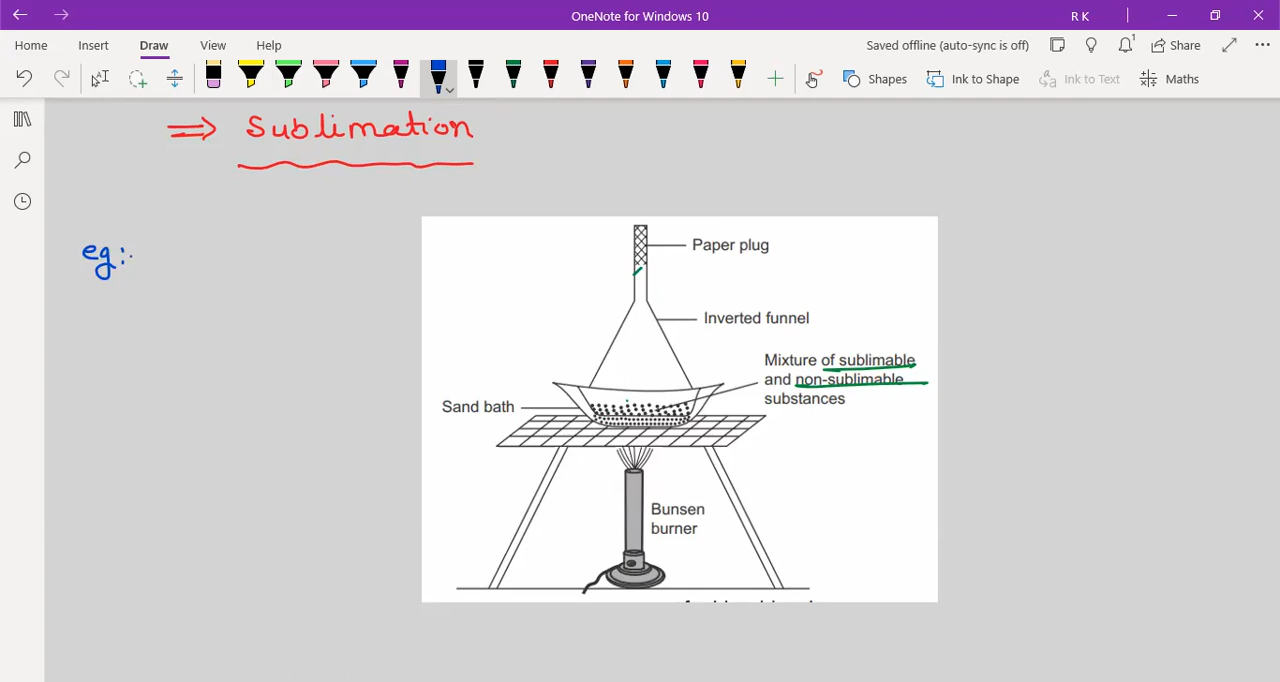 OneNote for Windows 10
R K
Home Insert Draw View Help
Saved offline (auto-sync is off)
1
Share
Shapes
Ink to Shape
Ink to Text
Maths
⇒ Sublimation
eg:-
Paper plug
Inverted funnel
Mixture of sublimable
and non-sublimable
substances
Sand bath
Bunsen
burner